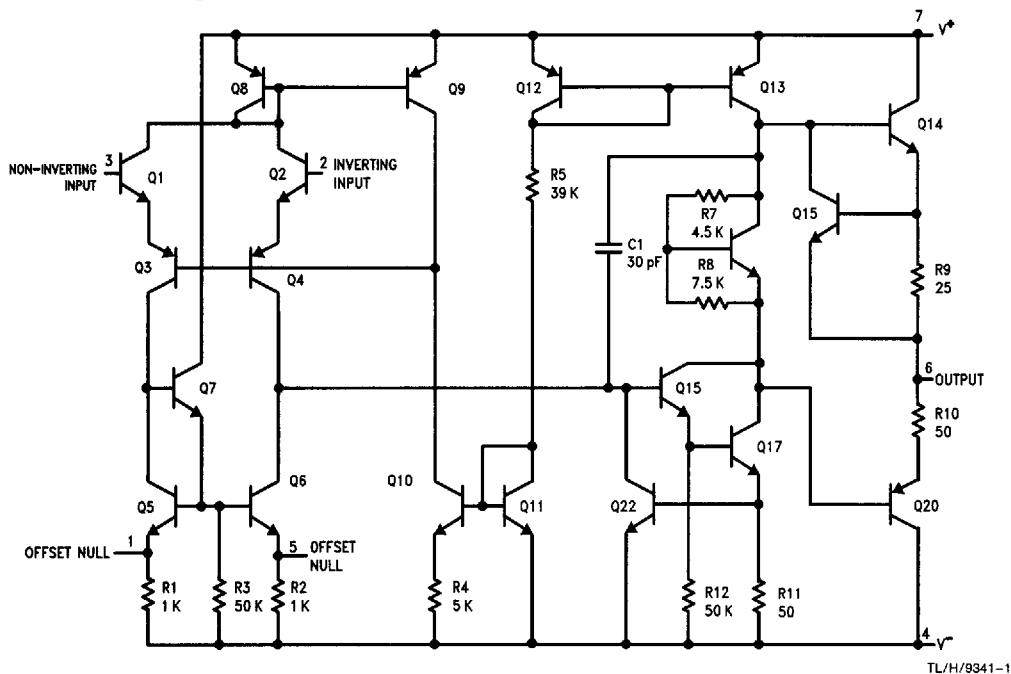 7 V+
Q8
Q9
Q12
Q13
Q14
NON-INVERTING
INPUT
3
Q1
Q2
2 INVERTING
INPUT
R5
39 K
R7
4.5 K
Q15
Q3
Q4
C1
30 pF
R8
7.5 K
R9
25
Q7
Q15
6
OUTPUT
R10
50
Q5
Q6
Q10
Q11
Q22
Q17
Q20
OFFSET NULL
1
5 OFFSET
NULL
R1
1 K
R3
50 K
R2
1 K
R4
5 K
R12
50 K
R11
50
4 V-
TL/H/9341-1